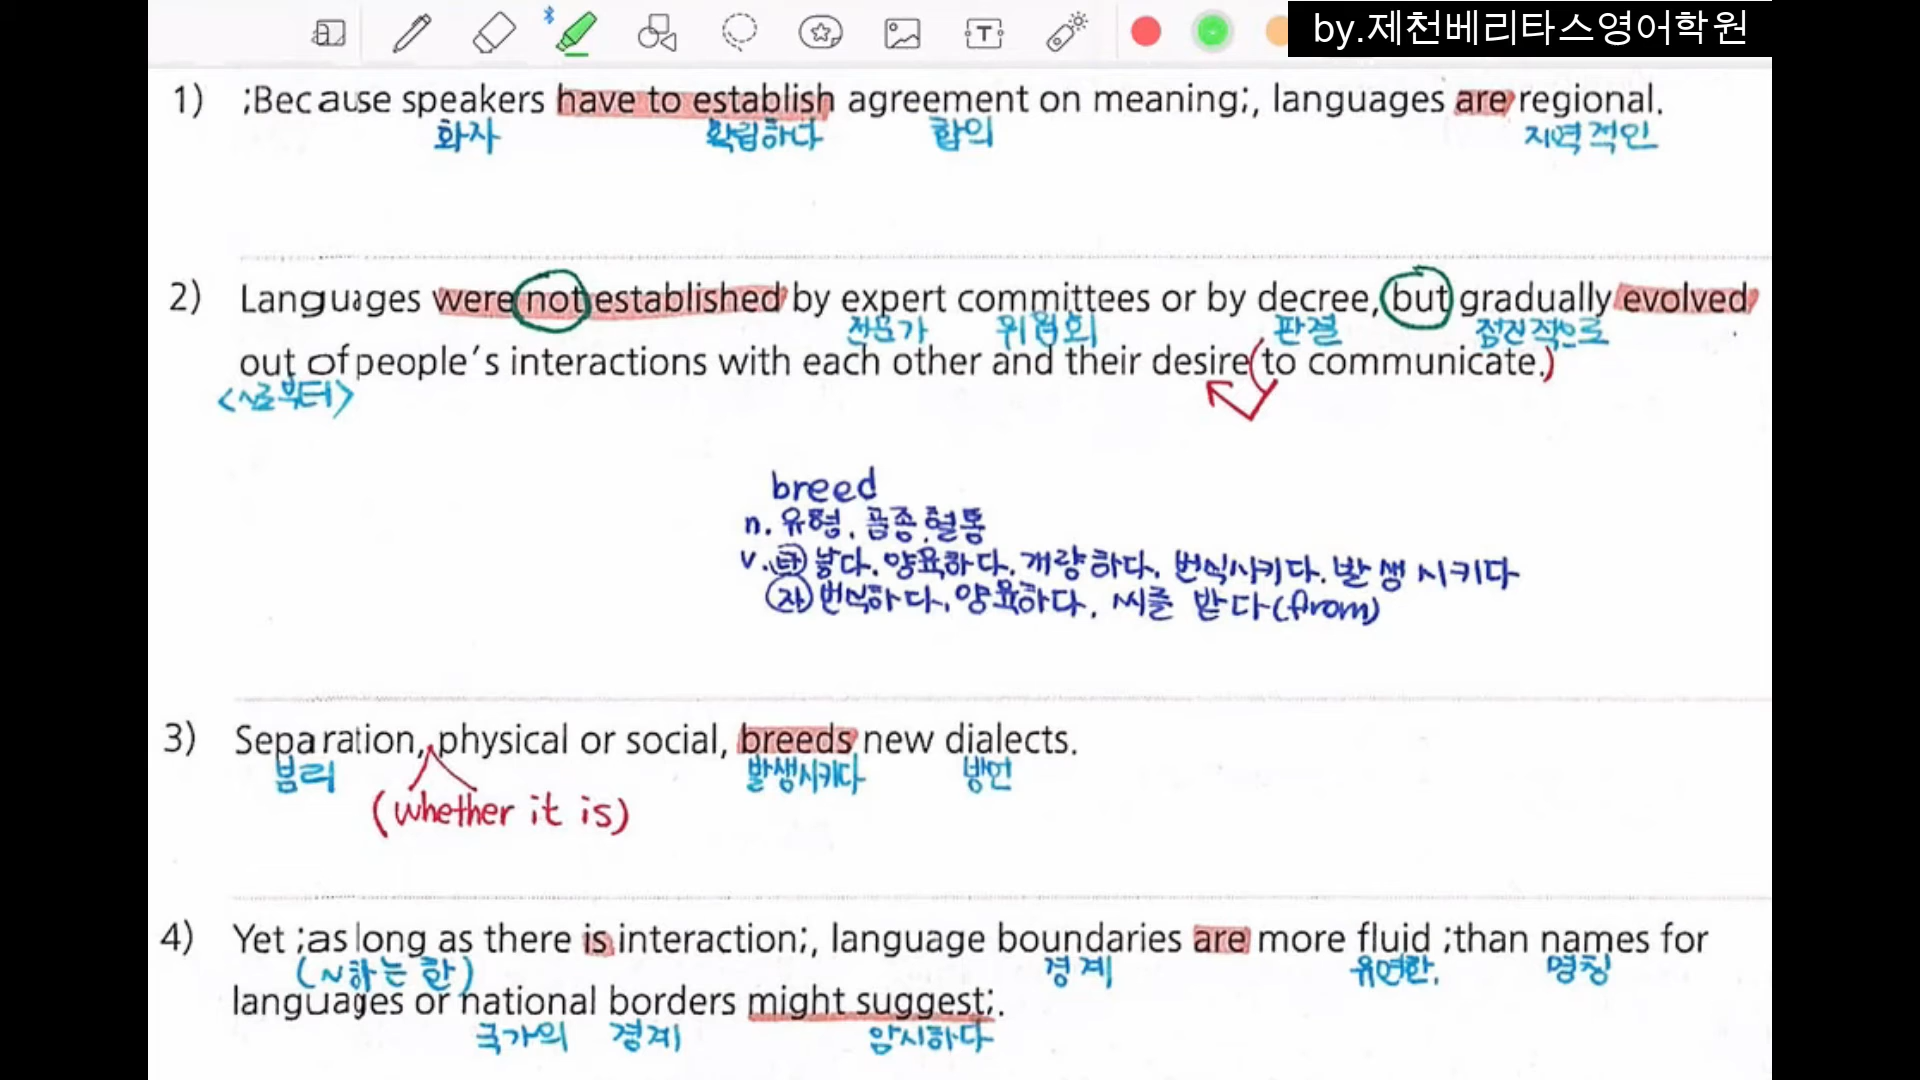 by.제천베리타스영어학원
1) ;Because speakers have to establish agreement on meaning;, languages are regional.
화자 확립하다 합의 지역적인
2) Languages were not established by expert committees or by decree, but gradually evolved
전문가 위원회 판결 점진적으로
out of people's interactions with each other and their desire(to communicate.)
<~로부터>
breed
n. 유형, 품종, 혈통
v. 타 낳다, 양육하다, 개량하다, 번식시키다, 발생시키다
자 번식하다, 양육하다, 씨를 받다(from)
3) Separation, physical or social, breeds new dialects.
분리 발생시키다 방언
(whether it is)
4) Yet ;as long as there is interaction;, language boundaries are more fluid ;than names for
(~하는 한) 경계 유연한, 명칭
languages or national borders might suggest;.
국가의 경계 암시하다